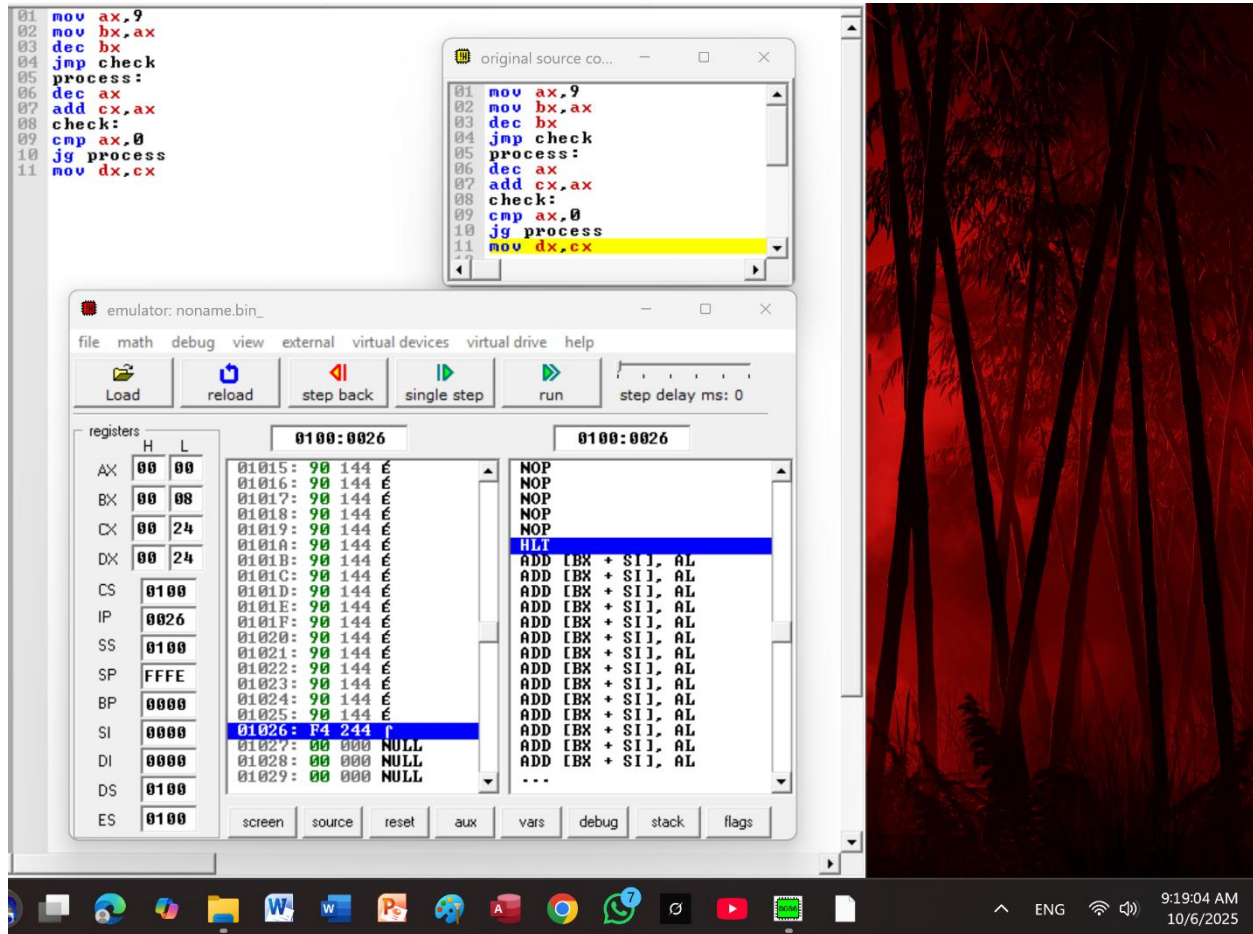 01 mov ax,9
02 mov bx,ax
03 dec bx
04 jmp check
05 process:
06 dec ax
07 add cx,ax
08 check:
09 cmp ax,0
10 jg process
11 mov dx,cx
original source co...
01 mov ax,9
02 mov bx,ax
03 dec bx
04 jmp check
05 process:
06 dec ax
07 add cx,ax
08 check:
09 cmp ax,0
10 jg process
11 mov dx,cx
emulator: noname.bin_
file math debug view external virtual devices virtual drive help
Load reload step back single step run step delay ms: 0
registers
H L
0100:0026
0100:0026
AX 00 00
BX 00 08
CX 00 24
DX 00 24
CS 0100
IP 0026
SS 0100
SP FFFE
BP 0000
SI 0000
DI 0000
DS 0100
ES 0100
01015: 90 144 É
01016: 90 144 É
01017: 90 144 É
01018: 90 144 É
01019: 90 144 É
0101A: 90 144 É
0101B: 90 144 É
0101C: 90 144 É
0101D: 90 144 É
0101E: 90 144 É
0101F: 90 144 É
01020: 90 144 É
01021: 90 144 É
01022: 90 144 É
01023: 90 144 É
01024: 90 144 É
01025: 90 144 É
01026: F4 244 ⌠
01027: 00 000 NULL
01028: 00 000 NULL
01029: 00 000 NULL
NOP
NOP
NOP
NOP
NOP
HLT
ADD [BX + SI], AL
ADD [BX + SI], AL
ADD [BX + SI], AL
ADD [BX + SI], AL
ADD [BX + SI], AL
ADD [BX + SI], AL
ADD [BX + SI], AL
ADD [BX + SI], AL
ADD [BX + SI], AL
ADD [BX + SI], AL
ADD [BX + SI], AL
ADD [BX + SI], AL
ADD [BX + SI], AL
ADD [BX + SI], AL
...
screen source reset aux vars debug stack flags
7
8086
ENG
9:19:04 AM
10/6/2025